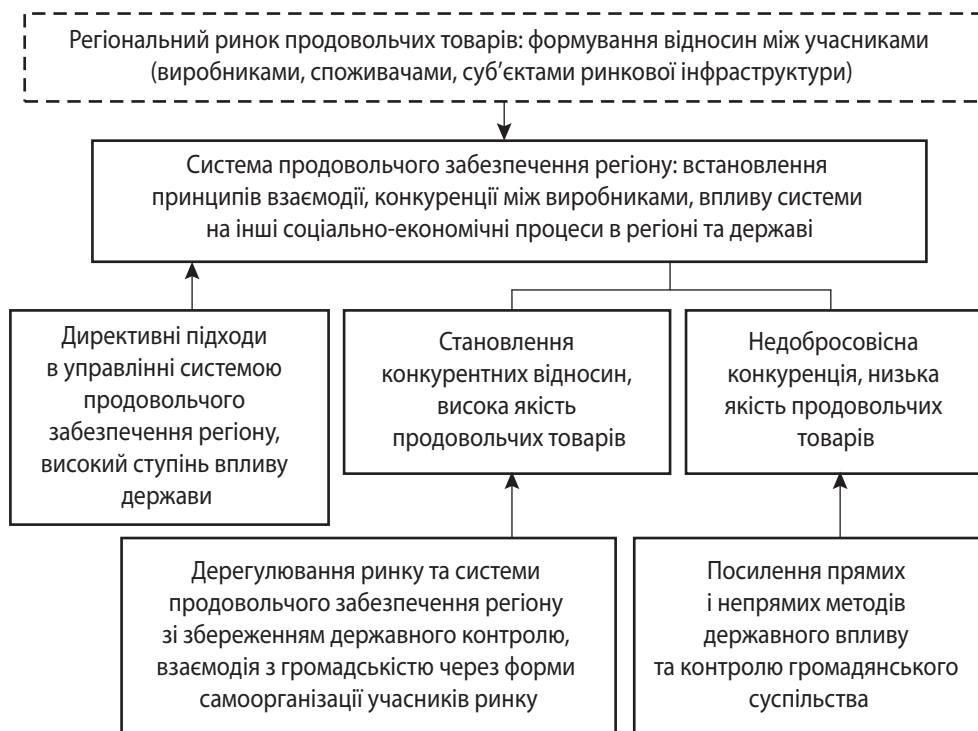 Регіональний ринок продовольчих товарів: формування відносин між учасниками
(виробниками, споживачами, суб’єктами ринкової інфраструктури)
Система продовольчого забезпечення регіону: встановлення
принципів взаємодії, конкуренції між виробниками, впливу системи
на інші соціально-економічні процеси в регіоні та державі
Директивні підходи
в управлінні системою
продовольчого
забезпечення регіону,
високий ступінь впливу
держави
Становлення
конкурентних відносин,
висока якість
продовольчих товарів
Недобросовісна
конкуренція, низька
якість продовольчих
товарів
Дерегулювання ринку та системи
продовольчого забезпечення регіону
зі збереженням державного контролю,
взаємодія з громадськістю через форми
самоорганізації учасників ринку
Посилення прямих
і непрямих методів
державного впливу
та контролю громадянського
суспільства